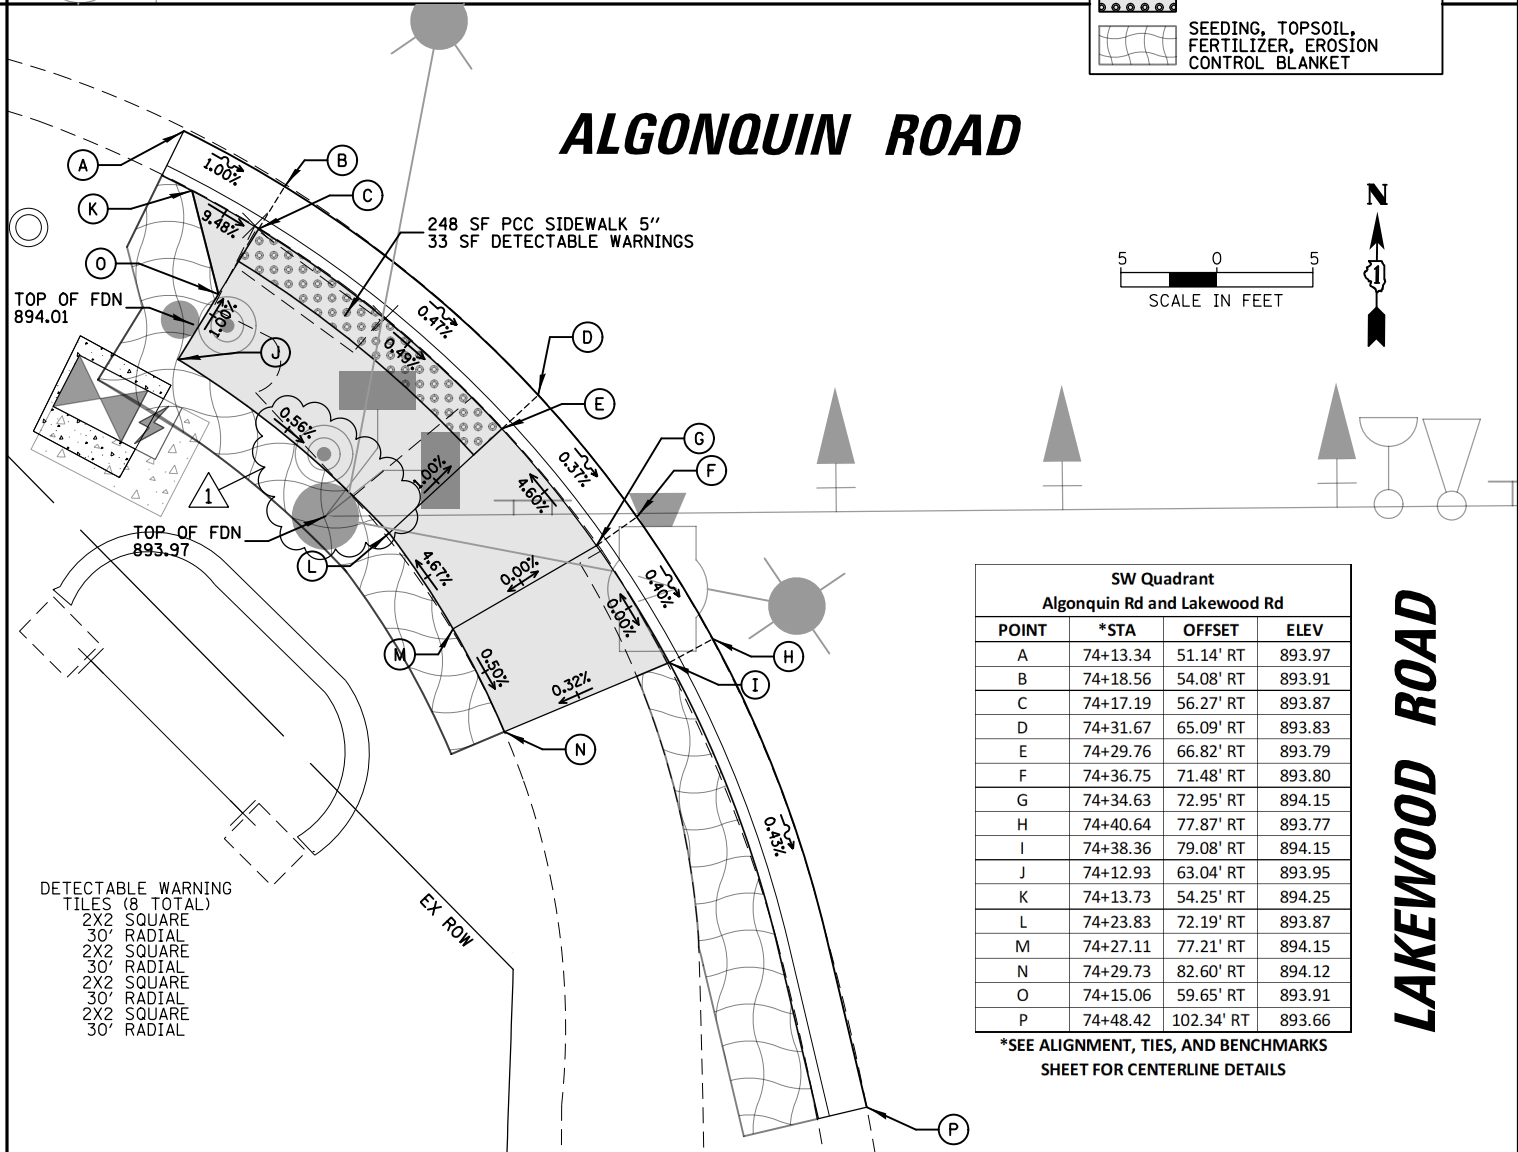 SEEDING, TOPSOIL,
FERTILIZER, EROSION
CONTROL BLANKET
ALGONQUIN ROAD
A
B
1.00%
C
K
9.48%
248 SF PCC SIDEWALK 5"
33 SF DETECTABLE WARNINGS
N
1
O
5 0 5
SCALE IN FEET
TOP OF FDN
894.01
1.00%
0.47%
D
J
0.49%
E
0.56%
G
F
0.37%
1.00%
4.60%
1
TOP OF FDN
893.97
L
4.67%
0.00%
0.40%
0.00%
M
H
0.50%
0.32%
I
N
0.43%
SW Quadrant
Algonquin Rd and Lakewood Rd
POINT *STA OFFSET ELEV
A 74+13.34 51.14' RT 893.97
B 74+18.56 54.08' RT 893.91
C 74+17.19 56.27' RT 893.87
D 74+31.67 65.09' RT 893.83
E 74+29.76 66.82' RT 893.79
F 74+36.75 71.48' RT 893.80
G 74+34.63 72.95' RT 894.15
H 74+40.64 77.87' RT 893.77
I 74+38.36 79.08' RT 894.15
J 74+12.93 63.04' RT 893.95
K 74+13.73 54.25' RT 894.25
L 74+23.83 72.19' RT 893.87
M 74+27.11 77.21' RT 894.15
N 74+29.73 82.60' RT 894.12
O 74+15.06 59.65' RT 893.91
P 74+48.42 102.34' RT 893.66
*SEE ALIGNMENT, TIES, AND BENCHMARKS
SHEET FOR CENTERLINE DETAILS
LAKEWOOD ROAD
DETECTABLE WARNING
TILES (8 TOTAL)
2X2 SQUARE
30' RADIAL
2X2 SQUARE
30' RADIAL
2X2 SQUARE
30' RADIAL
2X2 SQUARE
30' RADIAL
EX ROW
P